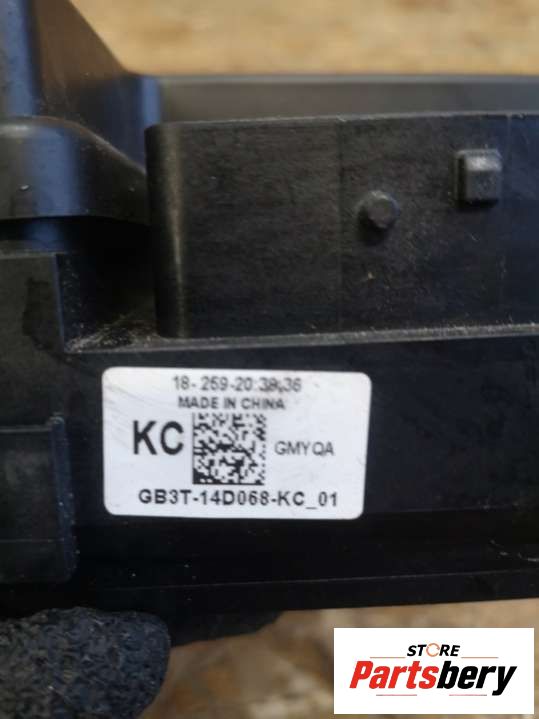 18-259-20:38:36
MADE IN CHINA
KC
GMYQA
GB3T-14D068-KC_01
STORE
Partsbery